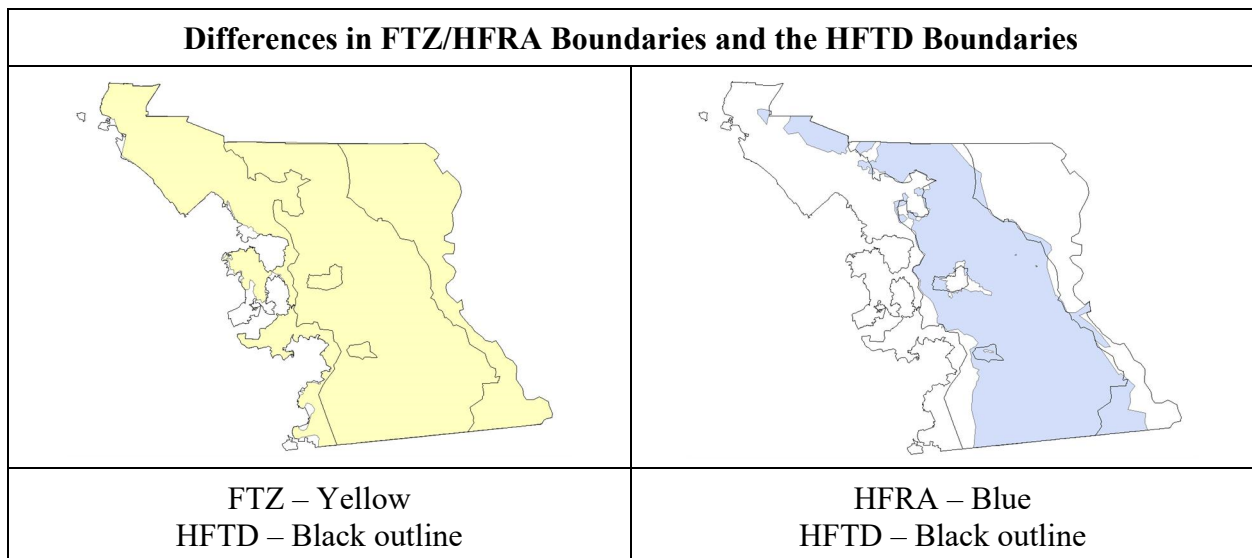 Differences in FTZ/HFRA Boundaries and the HFTD Boundaries
FTZ – Yellow
HFTD – Black outline
HFRA – Blue
HFTD – Black outline